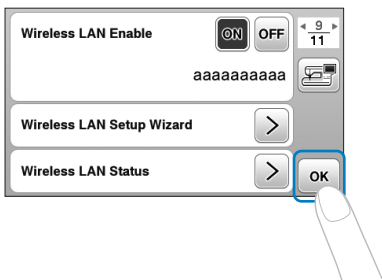 Wireless LAN Enable ON OFF 9
11
aaaaaaaaaa
Wireless LAN Setup Wizard
Wireless LAN Status
OK